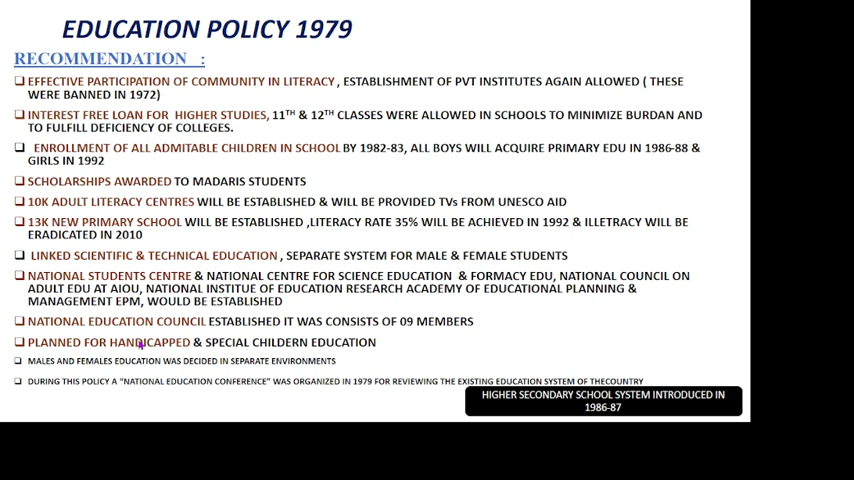 EDUCATION POLICY 1979
RECOMMENDATION :
EFFECTIVE PARTICIPATION OF COMMUNITY IN LITERACY , ESTABLISHMENT OF PVT INSTITUTES AGAIN ALLOWED ( THESE
WERE BANNED IN 1972)
INTEREST FREE LOAN FOR HIGHER STUDIES, 11TH & 12TH CLASSES WERE ALLOWED IN SCHOOLS TO MINIMIZE BURDAN AND
TO FULFILL DEFICIENCY OF COLLEGES.
ENROLLMENT OF ALL ADMITABLE CHILDREN IN SCHOOL BY 1982-83, ALL BOYS WILL ACQUIRE PRIMARY EDU IN 1986-88 &
GIRLS IN 1992
SCHOLARSHIPS AWARDED TO MADARIS STUDENTS
10K ADULT LITERACY CENTRES WILL BE ESTABLISHED & WILL BE PROVIDED TVs FROM UNESCO AID
13K NEW PRIMARY SCHOOL WILL BE ESTABLISHED ,LITERACY RATE 35% WILL BE ACHIEVED IN 1992 & ILLETRACY WILL BE
ERADICATED IN 2010
LINKED SCIENTIFIC & TECHNICAL EDUCATION , SEPARATE SYSTEM FOR MALE & FEMALE STUDENTS
NATIONAL STUDENTS CENTRE & NATIONAL CENTRE FOR SCIENCE EDUCATION & FORMACY EDU, NATIONAL COUNCIL ON
ADULT EDU AT AIOU, NATIONAL INSTITUE OF EDUCATION RESEARCH ACADEMY OF EDUCATIONAL PLANNING &
MANAGEMENT EPM, WOULD BE ESTABLISHED
NATIONAL EDUCATION COUNCIL ESTABLISHED IT WAS CONSISTS OF 09 MEMBERS
PLANNED FOR HANDICAPPED & SPECIAL CHILDERN EDUCATION
MALES AND FEMALES EDUCATION WAS DECIDED IN SEPARATE ENVIRONMENTS
DURING THIS POLICY A “NATIONAL EDUCATION CONFERENCE” WAS ORGANIZED IN 1979 FOR REVIEWING THE EXISTING EDUCATION SYSTEM OF THECOUNTRY
HIGHER SECONDARY SCHOOL SYSTEM INTRODUCED IN
1986-87